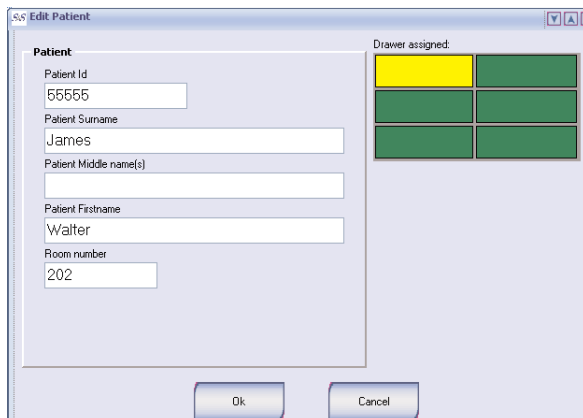 SiS Edit Patient
Patient
Drawer assigned:
Patient Id
55555
Patient Surname
James
Patient Middle name(s)
Patient Firstname
Walter
Room number
202
Ok
Cancel